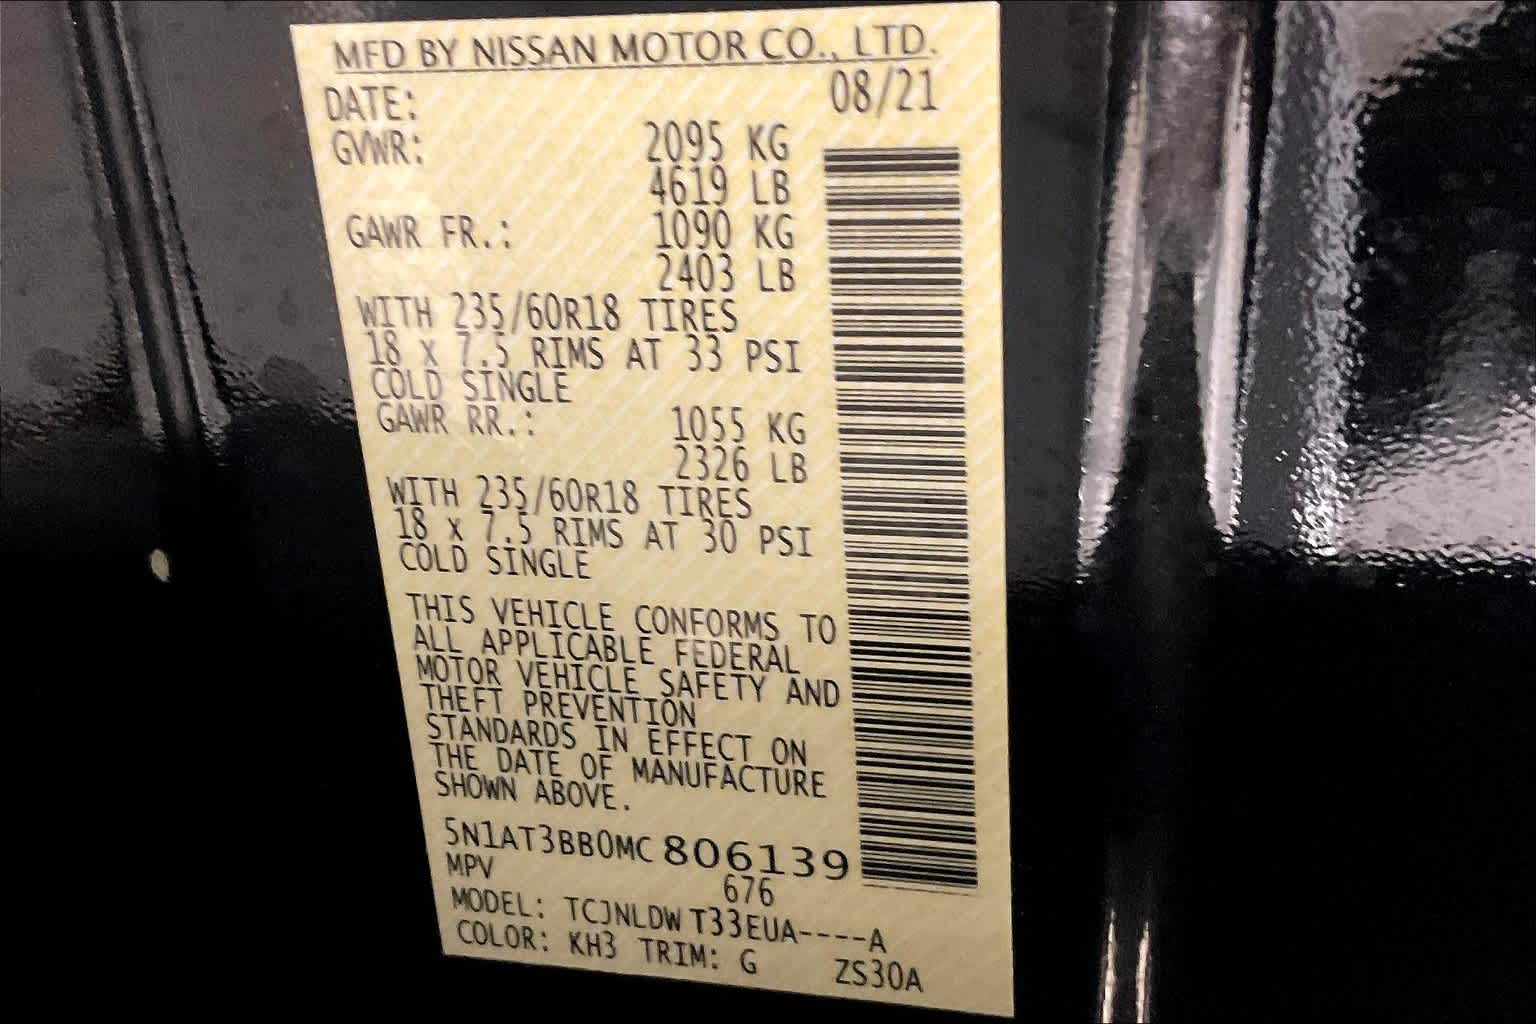 MFD BY NISSAN MOTOR CO., LTD.
DATE: 08/21
GVWR: 2095 KG
4619 LB
GAWR FR.: 1090 KG
2403 LB
WITH 235/60R18 TIRES
18 x 7.5 RIMS AT 33 PSI
COLD SINGLE
GAWR RR.: 1055 KG
2326 LB
WITH 235/60R18 TIRES
18 x 7.5 RIMS AT 30 PSI
COLD SINGLE
THIS VEHICLE CONFORMS TO
ALL APPLICABLE FEDERAL
MOTOR VEHICLE SAFETY AND
THEFT PREVENTION
STANDARDS IN EFFECT ON
THE DATE OF MANUFACTURE
SHOWN ABOVE.
5N1AT3BB0MC 806139
MPV 676
MODEL: TCJNLDW T33EUA----A
COLOR: KH3 TRIM: G ZS30A